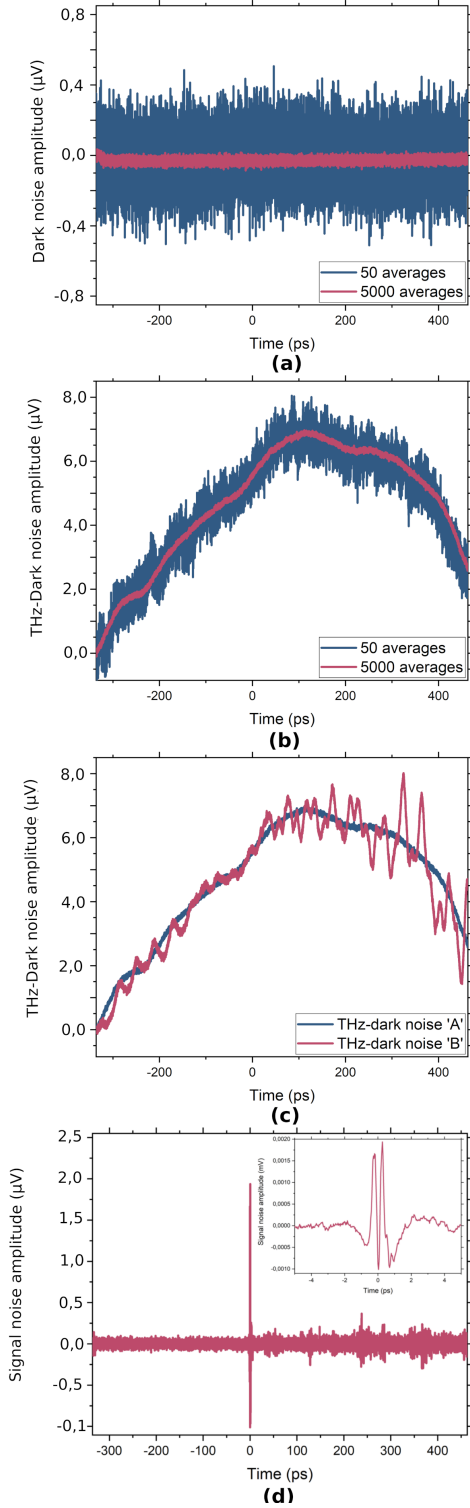 0,8
0,4
0,0
-0,4
-0,8
Dark noise amplitude (µV)
50 averages
5000 averages
-200 0 200 400
Time (ps)
(a)
8,0
6,0
4,0
2,0
0,0
THz-Dark noise amplitude (µV)
50 averages
5000 averages
-200 0 200 400
Time (ps)
(b)
8,0
6,0
4,0
2,0
0,0
THz-Dark noise amplitude (µV)
THz-dark noise 'A'
THz-dark noise 'B'
-200 0 200 400
Time (ps)
(c)
2,5
2,0
1,5
1,0
0,5
0,0
-0,5
-0,1
Signal noise amplitude (µV)
0,0020
0,0015
0,0010
0,0005
0,0000
-0,0005
-0,0010
Signal noise amplitude (mV)
-4 -2 0 2 4
Time (ps)
-300 -200 -100 0 100 200 300 400
Time (ps)
(d)